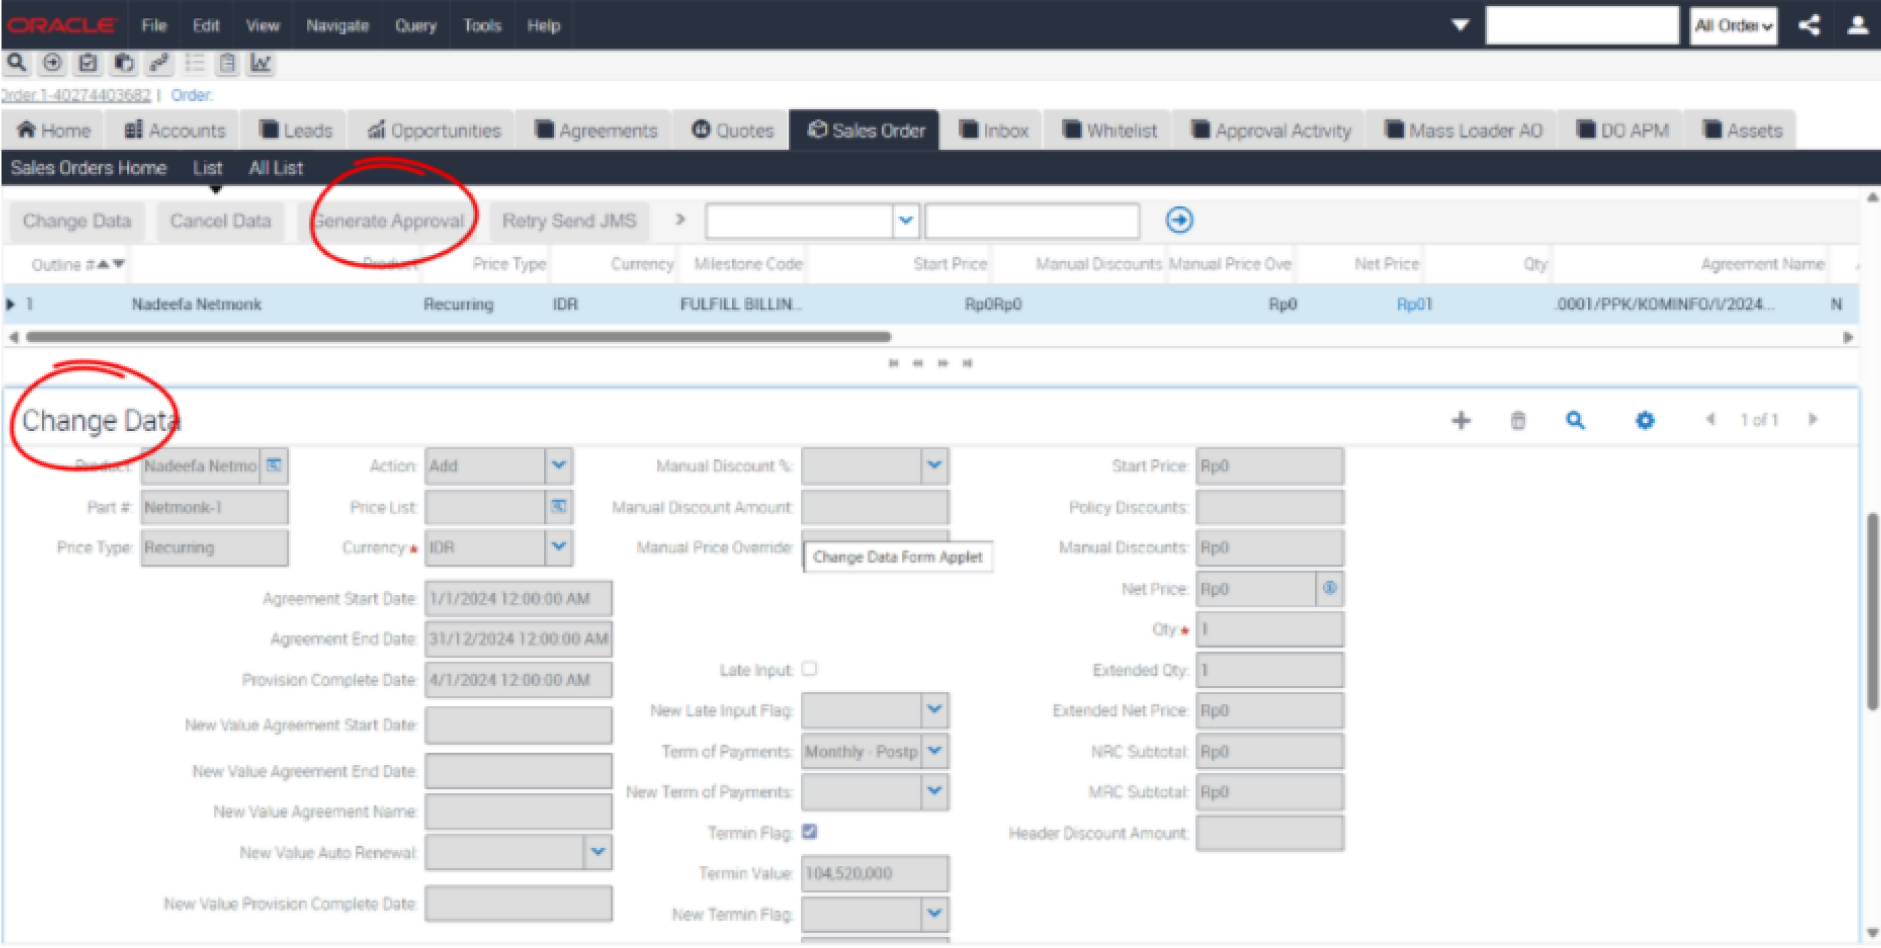 ORACLE File Edit View Navigate Query Tools Help All Order
Order:1-40274403682 | Order:
Home Accounts Leads Opportunities Agreements Quotes Sales Order Inbox Whitelist Approval Activity Mass Loader AO DO APM Assets
Sales Orders Home List All List
Change Data Cancel Data Generate Approval Retry Send JMS >
Outline # Product Price Type Currency Milestone Code Start Price Manual Discounts Manual Price Ove Net Price Qty Agreement Name
1 Nadeefa Netmonk Recurring IDR FULFILL BILLIN... Rp0Rp0 Rp0 Rp01 .0001/PPK/KOMINFO/I/2024... N
Change Data 1 of 1
Product: Nadeefa Netmo Action: Add Manual Discount %: Start Price: Rp0
Part #: Netmonk-1 Price List: Manual Discount Amount: Policy Discounts:
Price Type: Recurring Currency:★ IDR Manual Price Override: Manual Discounts: Rp0
Change Data Form Applet
Net Price: Rp0
Agreement Start Date: 1/1/2024 12:00:00 AM
Qty:★ 1
Agreement End Date: 31/12/2024 12:00:00 AM
Late Input: Extended Qty: 1
Provision Complete Date: 4/1/2024 12:00:00 AM
New Late Input Flag: Extended Net Price: Rp0
New Value Agreement Start Date:
Term of Payments: Monthly - Postp NRC Subtotal: Rp0
New Value Agreement End Date:
New Term of Payments: MRC Subtotal: Rp0
New Value Agreement Name:
Termin Flag: Header Discount Amount:
New Value Auto Renewal:
Termin Value: 104,520,000
New Value Provision Complete Date:
New Termin Flag: